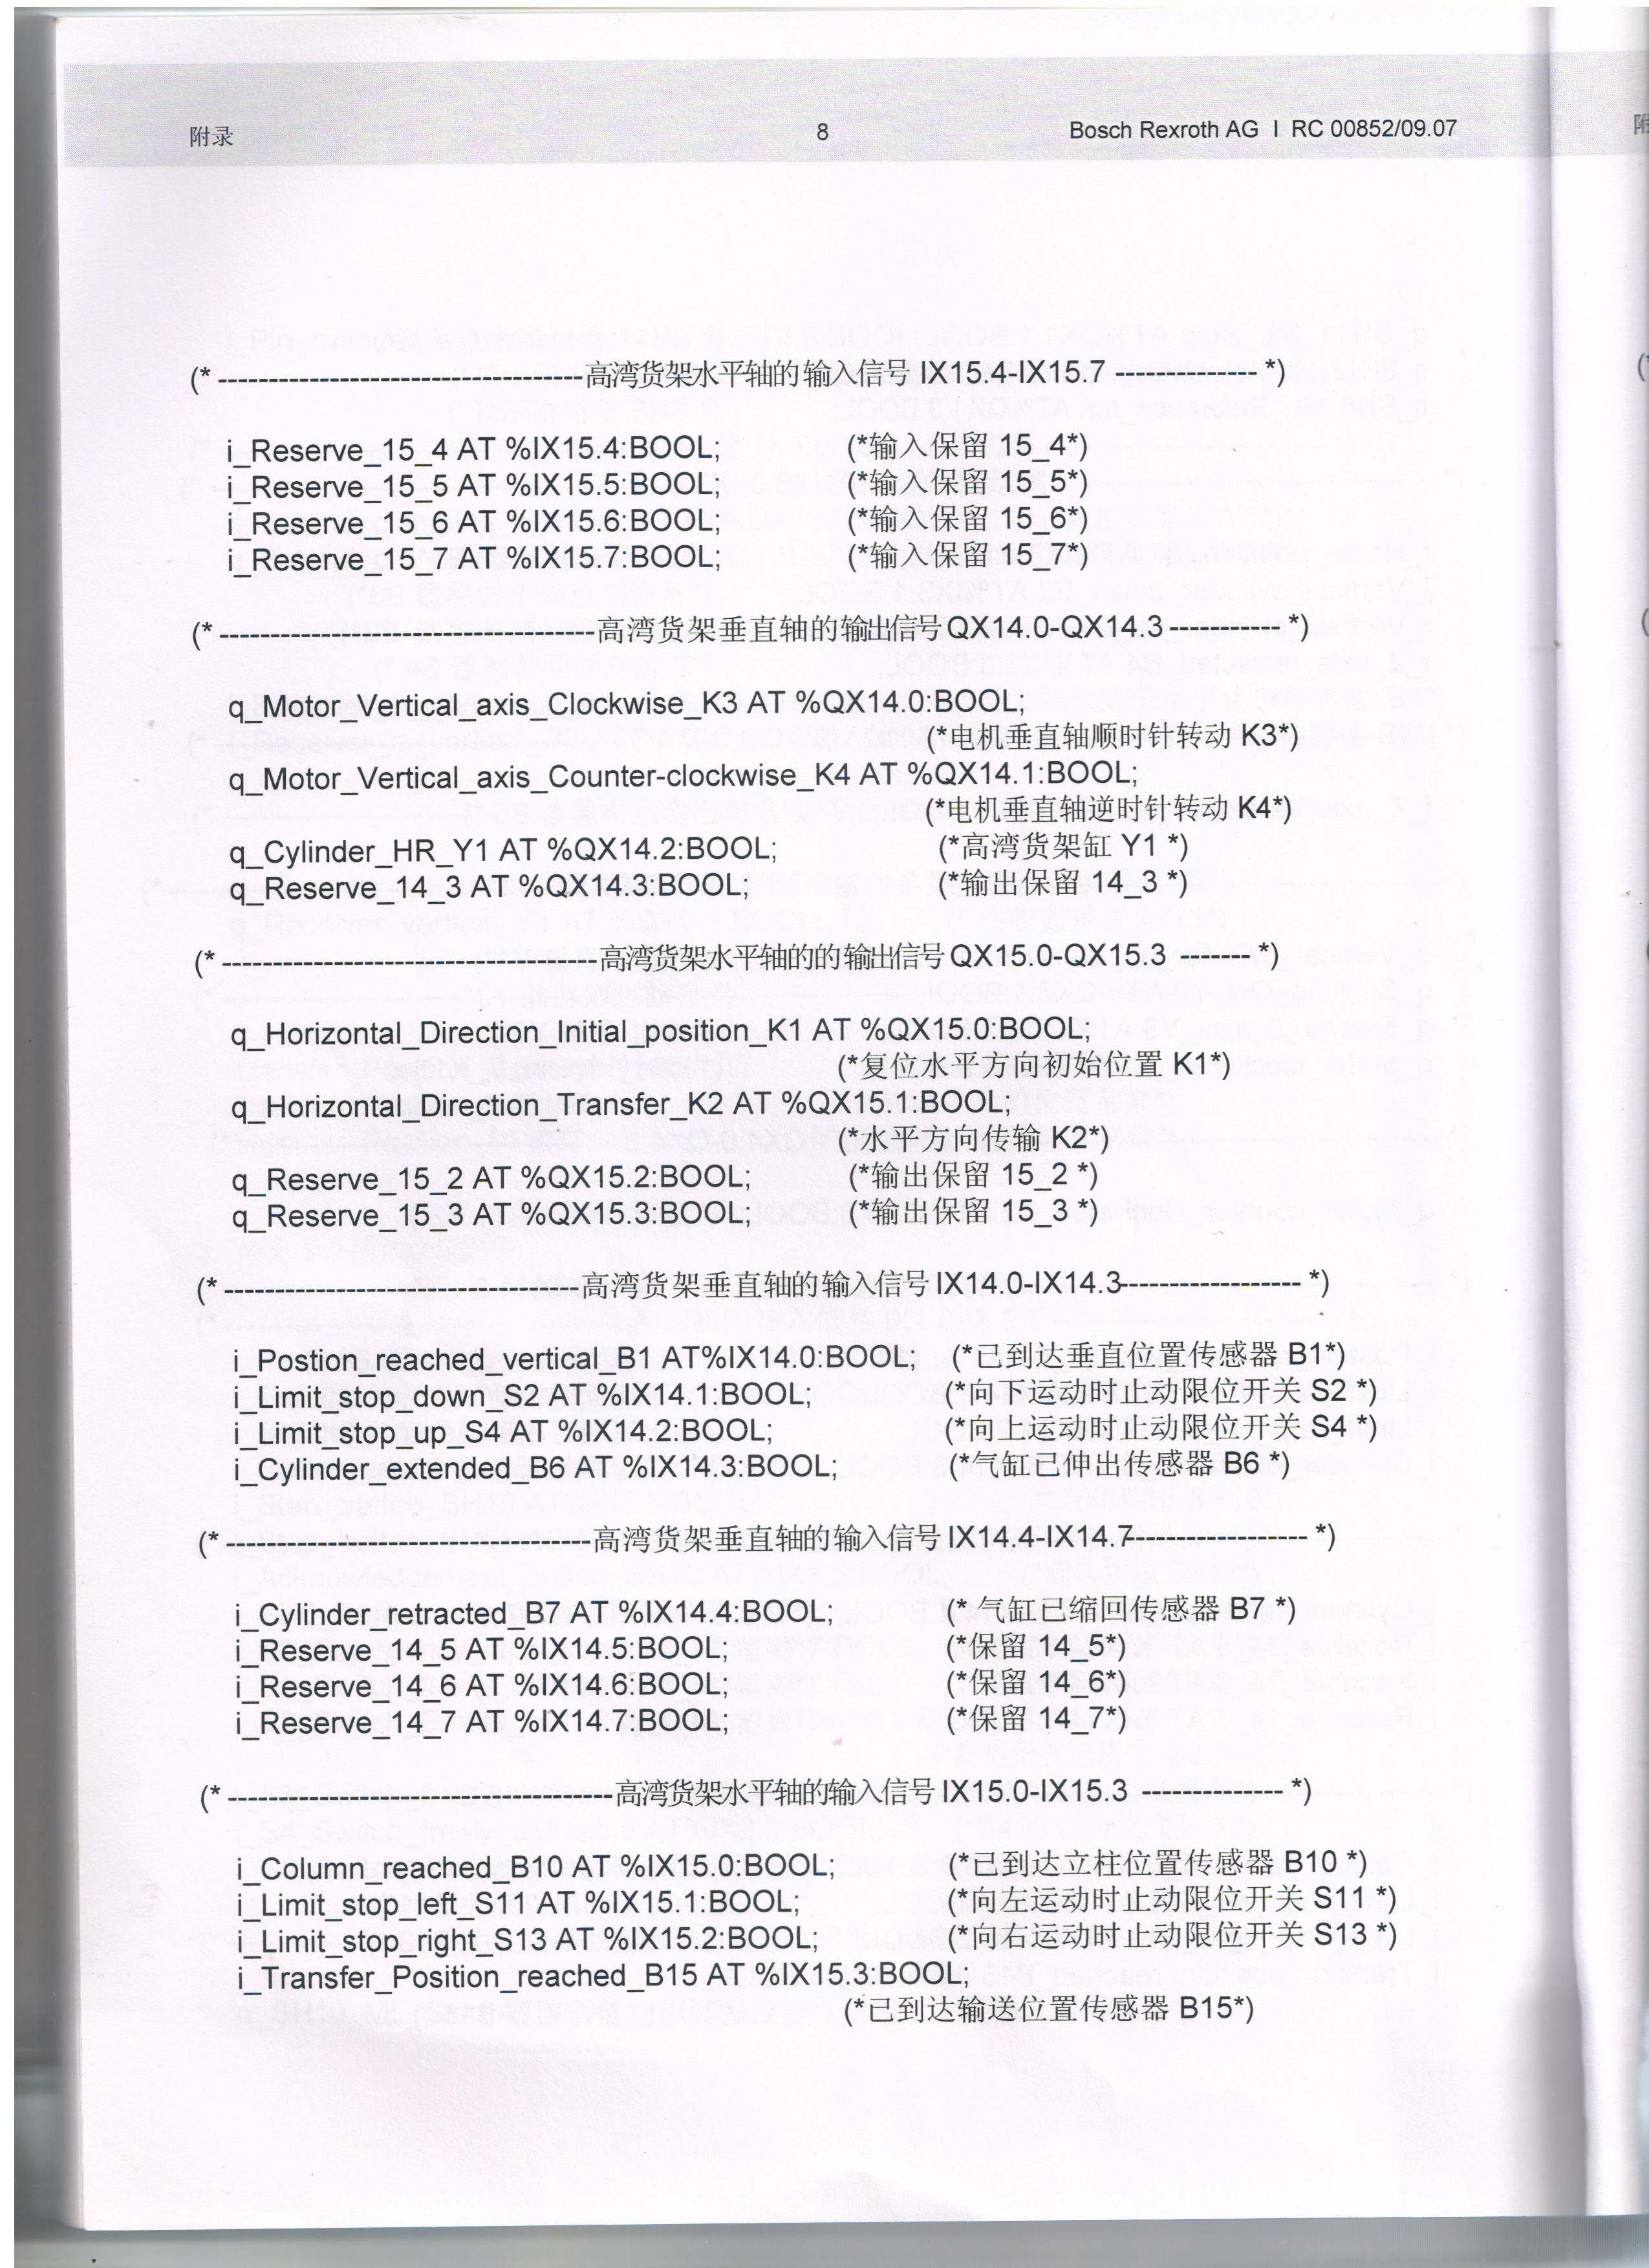 附录 8 Bosch Rexroth AG I RC 00852/09.07
(* ------------------------------------高湾货架水平轴的输入信号 IX15.4-IX15.7 -------------- *)
i_Reserve_15_4 AT %IX15.4:BOOL; (*输入保留 15_4*)
i_Reserve_15_5 AT %IX15.5:BOOL; (*输入保留 15_5*)
i_Reserve_15_6 AT %IX15.6:BOOL; (*输入保留 15_6*)
i_Reserve_15_7 AT %IX15.7:BOOL; (*输入保留 15_7*)
(* -------------------------------------高湾货架垂直轴的输出信号QX14.0-QX14.3 ----------- *)
q_Motor_Vertical_axis_Clockwise_K3 AT %QX14.0:BOOL;
(*电机垂直轴顺时针转动 K3*)
q_Motor_Vertical_axis_Counter-clockwise_K4 AT %QX14.1:BOOL;
(*电机垂直轴逆时针转动 K4*)
q_Cylinder_HR_Y1 AT %QX14.2:BOOL; (*高湾货架缸 Y1 *)
q_Reserve_14_3 AT %QX14.3:BOOL; (*输出保留 14_3 *)
(* -------------------------------------高湾货架水平轴的的输出信号QX15.0-QX15.3 ------- *)
q_Horizontal_Direction_Initial_position_K1 AT %QX15.0:BOOL;
(*复位水平方向初始位置 K1*)
q_Horizontal_Direction_Transfer_K2 AT %QX15.1:BOOL;
(*水平方向传输 K2*)
q_Reserve_15_2 AT %QX15.2:BOOL; (*输出保留 15_2 *)
q_Reserve_15_3 AT %QX15.3:BOOL; (*输出保留 15_3 *)
(* -----------------------------------高湾货架垂直轴的输入信号 IX14.0-IX14.3------------------ *)
i_Postion_reached_vertical_B1 AT%IX14.0:BOOL; (*已到达垂直位置传感器 B1*)
i_Limit_stop_down_S2 AT %IX14.1:BOOL; (*向下运动时止动限位开关 S2 *)
i_Limit_stop_up_S4 AT %IX14.2:BOOL; (*向上运动时止动限位开关 S4 *)
i_Cylinder_extended_B6 AT %IX14.3:BOOL; (*气缸已伸出传感器 B6 *)
(* ------------------------------------高湾货架垂直轴的输入信号 IX14.4-IX14.7------------------ *)
i_Cylinder_retracted_B7 AT %IX14.4:BOOL; (* 气缸已缩回传感器 B7 *)
i_Reserve_14_5 AT %IX14.5:BOOL; (*保留 14_5*)
i_Reserve_14_6 AT %IX14.6:BOOL; (*保留 14_6*)
i_Reserve_14_7 AT %IX14.7:BOOL; (*保留 14_7*)
(* --------------------------------------高湾货架水平轴的输入信号 IX15.0-IX15.3 -------------- *)
i_Column_reached_B10 AT %IX15.0:BOOL; (*已到达立柱位置传感器 B10 *)
i_Limit_stop_left_S11 AT %IX15.1:BOOL; (*向左运动时止动限位开关 S11 *)
i_Limit_stop_right_S13 AT %IX15.2:BOOL; (*向右运动时止动限位开关 S13 *)
i_Transfer_Position_reached_B15 AT %IX15.3:BOOL;
(*已到达输送位置传感器 B15*)